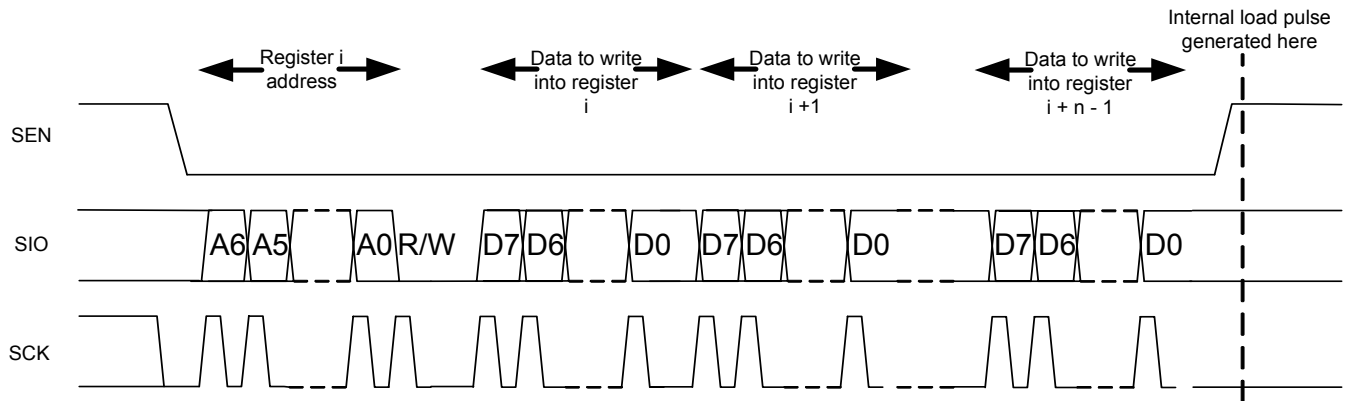 Internal load pulse
generated here
Register i
address
Data to write
into register
i
Data to write
into register
i +1
Data to write
into register
i + n - 1
SEN
SIO
A6 A5 A0 R/W D7 D6 D0 D7 D6 D0 D7 D6 D0
SCK